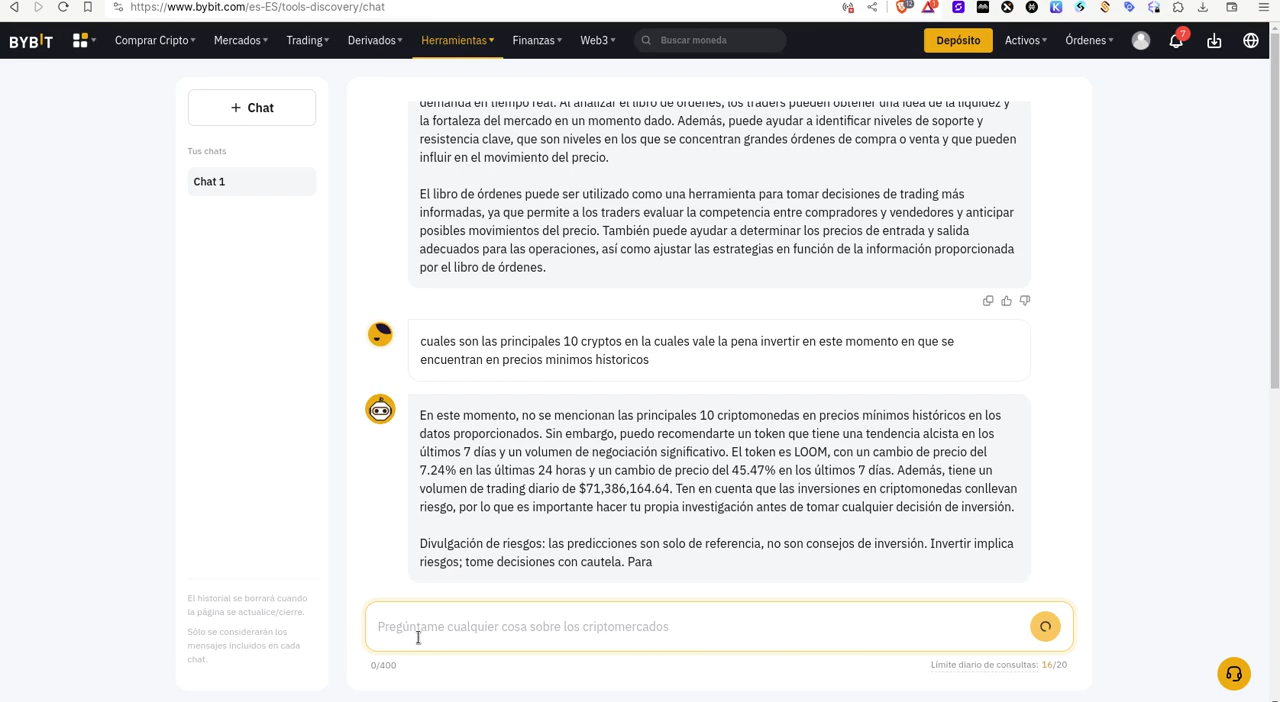 https://www.bybit.com/es-ES/tools-discovery/chat
12
1
BYBIT
Comprar Cripto
Mercados
Trading
Derivados
Herramientas
Finanzas
Web3
Buscar moneda
Depósito
Activos
Órdenes
7
+ Chat
Tus chats
Chat 1
El historial se borrará cuando
la página se actualice/cierre.
Sólo se considerarán los
mensajes incluidos en cada
chat.
demanda en tiempo real. Al analizar el libro de órdenes, los traders pueden obtener una idea de la liquidez y
la fortaleza del mercado en un momento dado. Además, puede ayudar a identificar niveles de soporte y
resistencia clave, que son niveles en los que se concentran grandes órdenes de compra o venta y que pueden
influir en el movimiento del precio.
El libro de órdenes puede ser utilizado como una herramienta para tomar decisiones de trading más
informadas, ya que permite a los traders evaluar la competencia entre compradores y vendedores y anticipar
posibles movimientos del precio. También puede ayudar a determinar los precios de entrada y salida
adecuados para las operaciones, así como ajustar las estrategias en función de la información proporcionada
por el libro de órdenes.
cuales son las principales 10 cryptos en la cuales vale la pena invertir en este momento en que se
encuentran en precios minimos historicos
En este momento, no se mencionan las principales 10 criptomonedas en precios mínimos históricos en los
datos proporcionados. Sin embargo, puedo recomendarte un token que tiene una tendencia alcista en los
últimos 7 días y un volumen de negociación significativo. El token es LOOM, con un cambio de precio del
7.24% en las últimas 24 horas y un cambio de precio del 45.47% en los últimos 7 días. Además, tiene un
volumen de trading diario de $71,386,164.64. Ten en cuenta que las inversiones en criptomonedas conllevan
riesgo, por lo que es importante hacer tu propia investigación antes de tomar cualquier decisión de inversión.
Divulgación de riesgos: las predicciones son solo de referencia, no son consejos de inversión. Invertir implica
riesgos; tome decisiones con cautela. Para
Pregúntame cualquier cosa sobre los criptomercados
0/400
Límite diario de consultas: 16/20